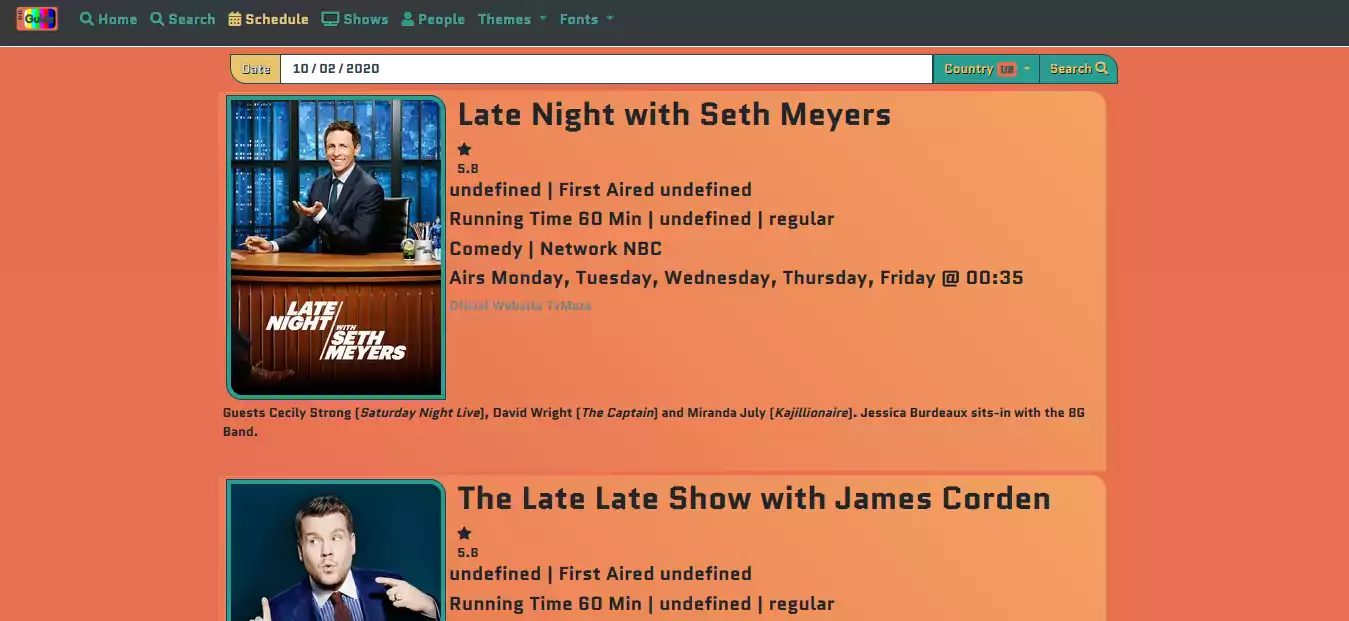 Gu
Home Search Schedule Shows People Themes Fonts
Date 10 / 02 / 2020 Country US Search
Late Night with Seth Meyers
5.8
undefined | First Aired undefined
Running Time 60 Min | undefined | regular
Comedy | Network NBC
Airs Monday, Tuesday, Wednesday, Thursday, Friday @ 00:35
Website TvMaze
LATE
NIGHT WITH
SETH
MEYERS
Guests Cecily Strong (Saturday Night Live), David Wright (The Captain) and Miranda July (Kajillionaire). Jessica Burdeaux sits-in with the 8G
Band.
The Late Late Show with James Corden
5.6
undefined | First Aired undefined
Running Time 60 Min | undefined | regular